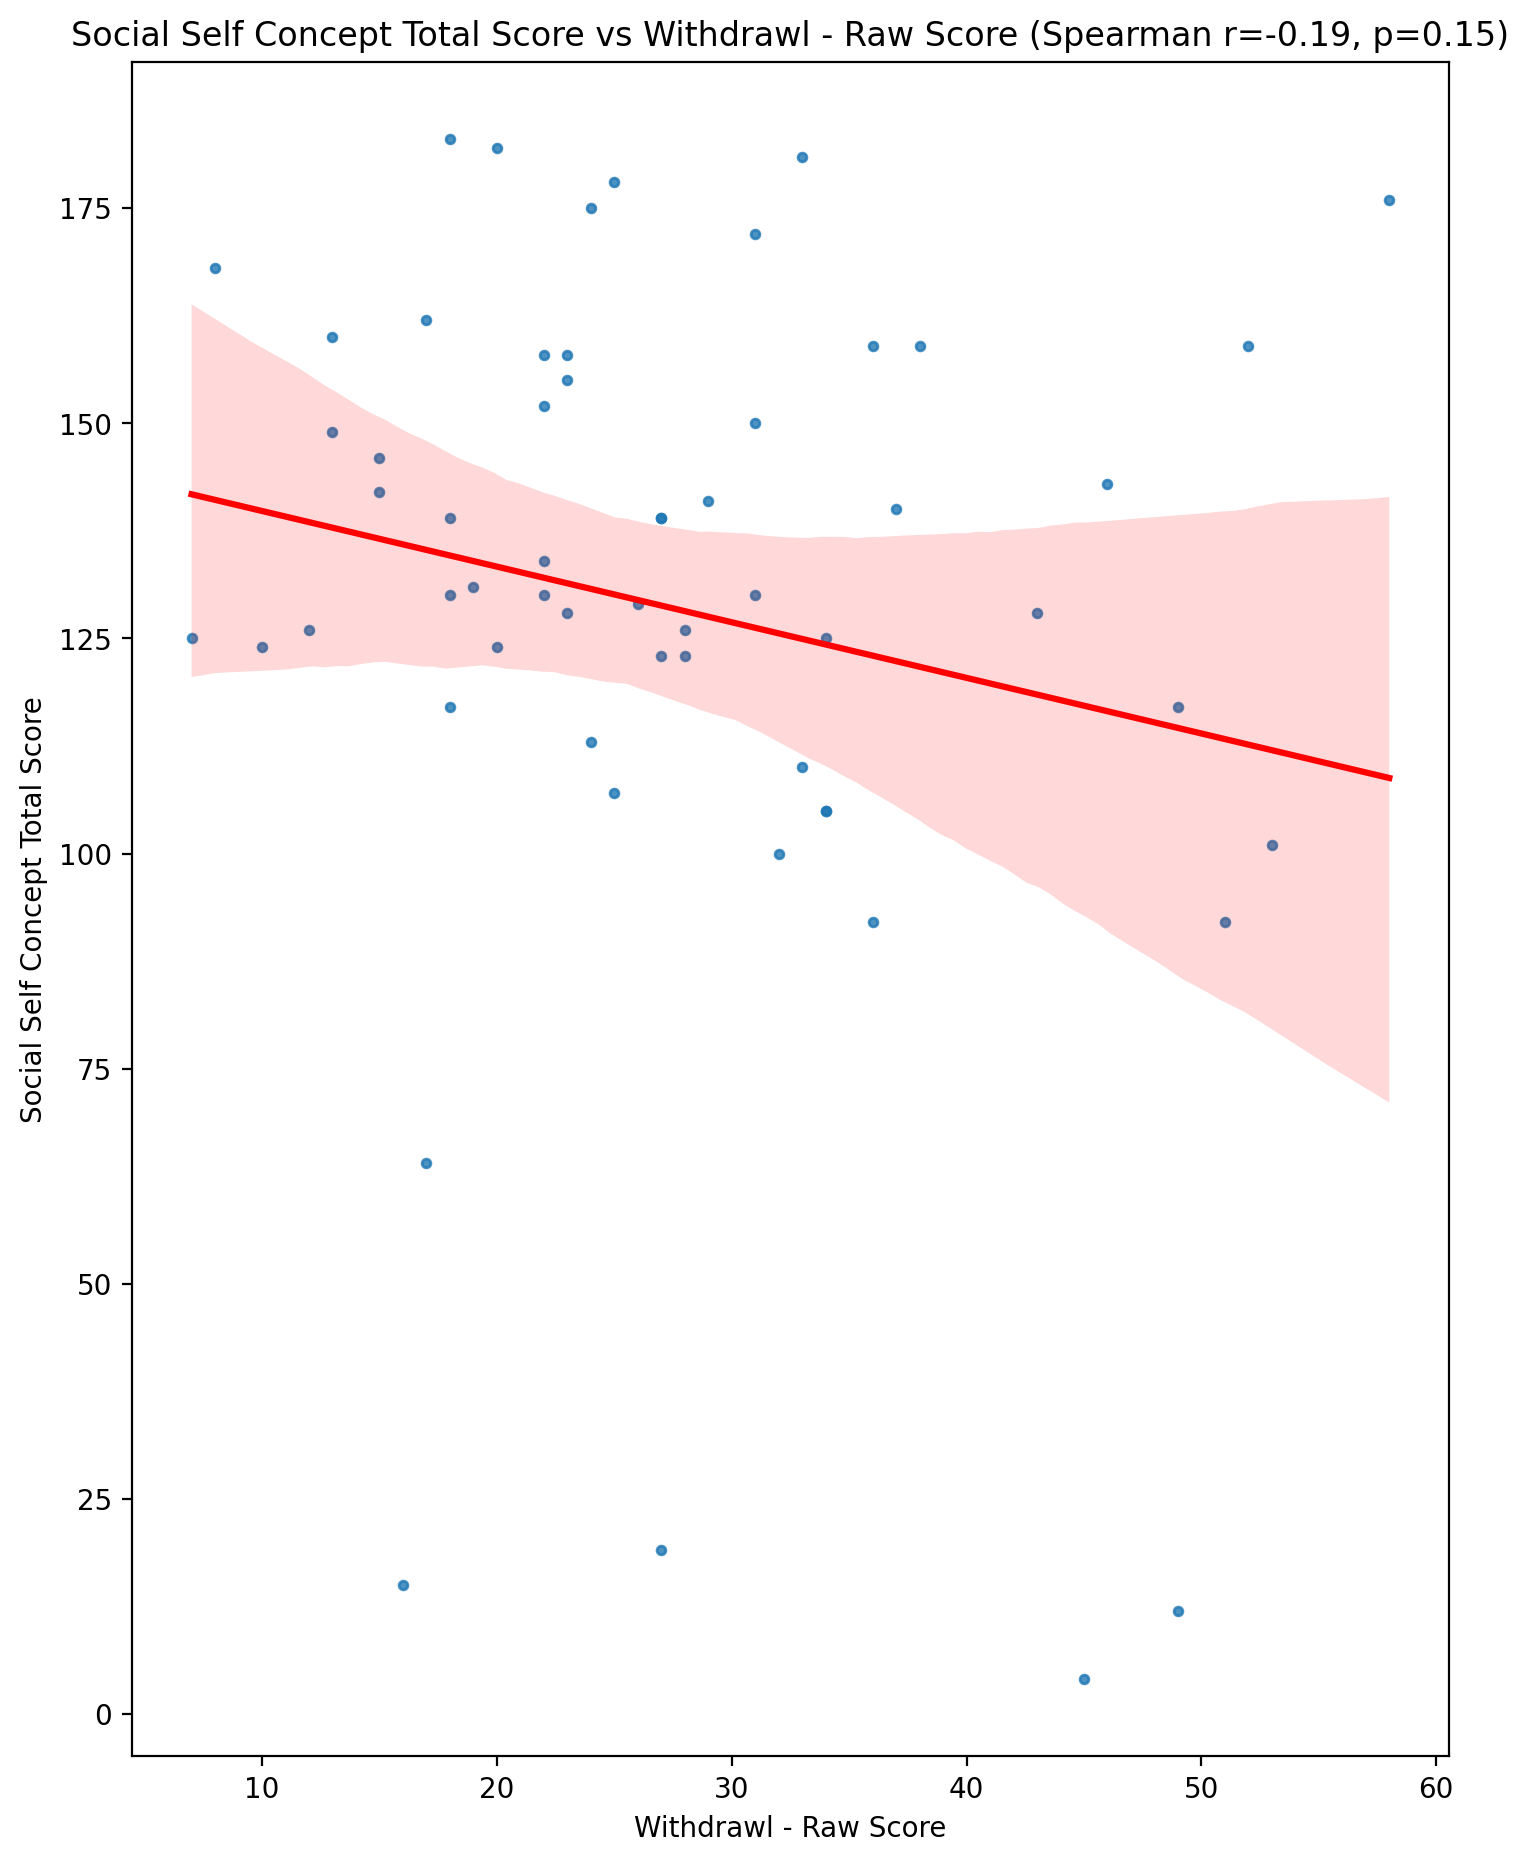 Social Self Concept Total Score vs Withdrawl - Raw Score (Spearman r=-0.19, p=0.15)
Social Self Concept Total Score
175
150
125
100
75
50
25
0
10 20 30 40 50 60
Withdrawl - Raw Score